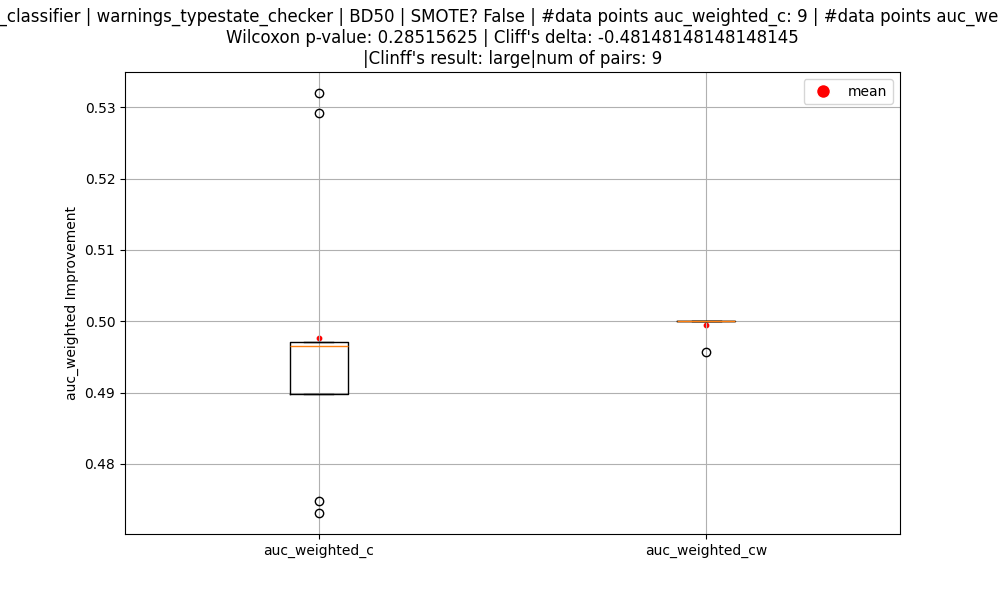 _classifier | warnings_typestate_checker | BD50 | SMOTE? False | #data points auc_weighted_c: 9 | #data points auc_we
Wilcoxon p-value: 0.28515625 | Cliff's delta: -0.48148148148148145
|Clinff's result: large|num of pairs: 9
mean
0.53
0.52
0.51
0.50
0.49
0.48
auc_weighted Improvement
auc_weighted_c
auc_weighted_cw